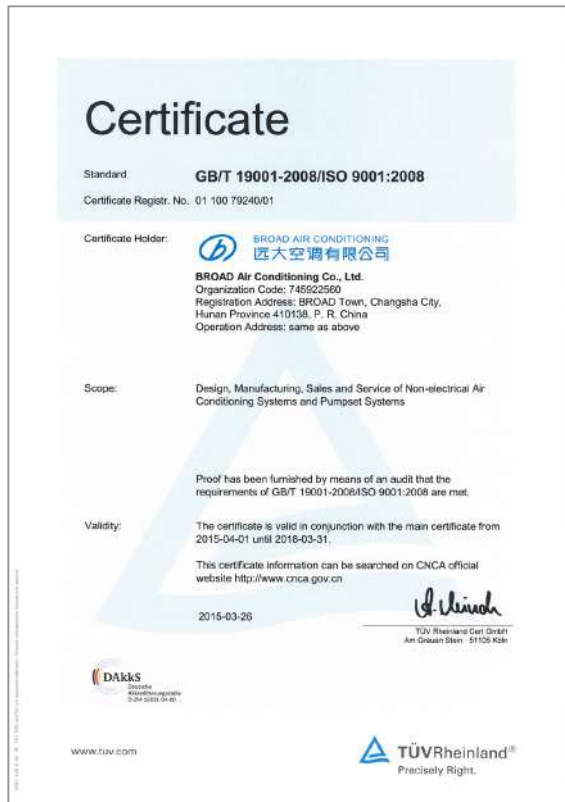 Certificate
Standard GB/T 19001-2008/ISO 9001:2008
Certificate Registr. No. 01 100 79240/01
Certificate Holder:
BROAD AIR CONDITIONING
远大空调有限公司
BROAD Air Conditioning Co., Ltd.
Organization Code: 745922560
Registration Address: BROAD Town, Changsha City,
Hunan Province 410138, P. R. China
Operation Address: same as above
Scope: Design, Manufacturing, Sales and Service of Non-electrical Air
Conditioning Systems and Pumpset Systems
Proof has been furnished by means of an audit that the
requirements of GB/T 19001-2008/ISO 9001:2008 are met.
Validity: The certificate is valid in conjunction with the main certificate from
2015-04-01 until 2018-03-31.
This certificate information can be searched on CNCA official
website http://www.cnca.gov.cn
2015-03-26
TÜV Rheinland Cert GmbH
Am Grauen Stein · 51105 Köln
DAkkS
Deutsche
Akkreditierungsstelle
www.tuv.com
TÜVRheinland®
Precisely Right.